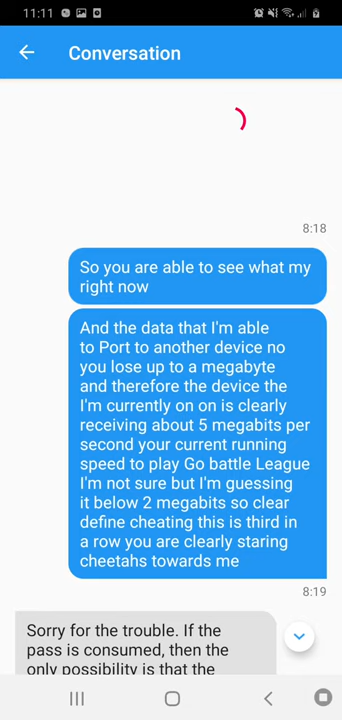 11:11
Conversation
8:18
So you are able to see what my
right now
And the data that I'm able
to Port to another device no
you lose up to a megabyte
and therefore the device the
I'm currently on on is clearly
receiving about 5 megabits per
second your current running
speed to play Go battle League
I'm not sure but I'm guessing
it below 2 megabits so clear
define cheating this is third in
a row you are clearly staring
cheetahs towards me
8:19
Sorry for the trouble. If the
pass is consumed, then the
only possibility is that the